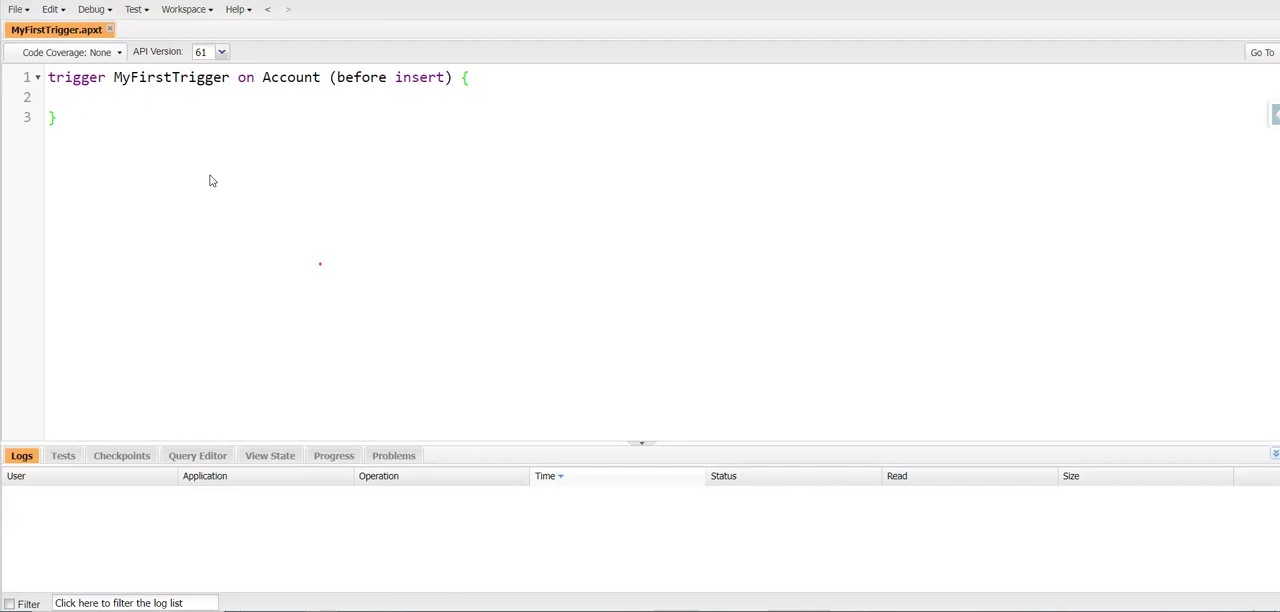 File Edit Debug Test Workspace Help < >
MyFirstTrigger.apxt
Code Coverage: None API Version: 61 Go To
1 trigger MyFirstTrigger on Account (before insert) {
2
3 }
Logs Tests Checkpoints Query Editor View State Progress Problems
User Application Operation Time Status Read Size
Filter Click here to filter the log list